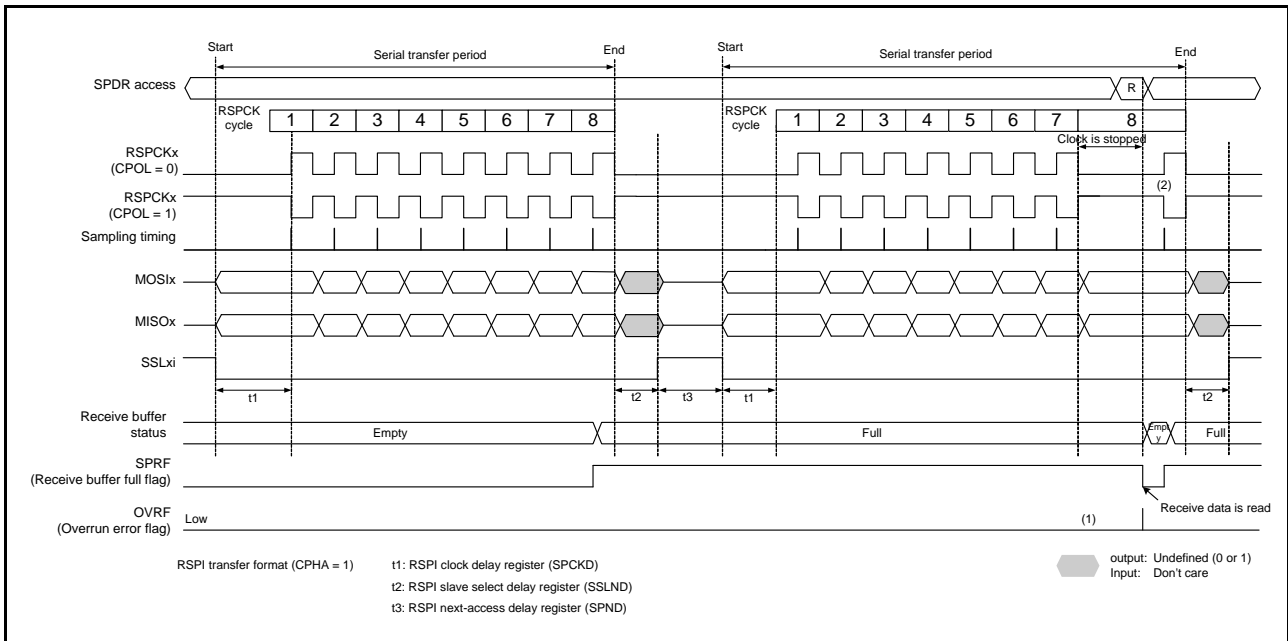 Start
Serial transfer period
End
Start
Serial transfer period
End
SPDR access
R
RSPCK
cycle
1 2 3 4 5 6 7 8
RSPCK
cycle
1 2 3 4 5 6 7 8
Clock is stopped
RSPCKx
(CPOL = 0)
(2)
RSPCKx
(CPOL = 1)
Sampling timing
MOSIx
MISOx
SSLxi
t1
t2
t3
t1
t2
Receive buffer
status
Empty
Full
Empt
y
Full
SPRF
(Receive buffer full flag)
Receive data is read
OVRF
(Overrun error flag)
Low
(1)
RSPI transfer format (CPHA = 1)
t1: RSPI clock delay register (SPCKD)
t2: RSPI slave select delay register (SSLND)
t3: RSPI next-access delay register (SPND)
output: Undefined (0 or 1)
Input: Don't care